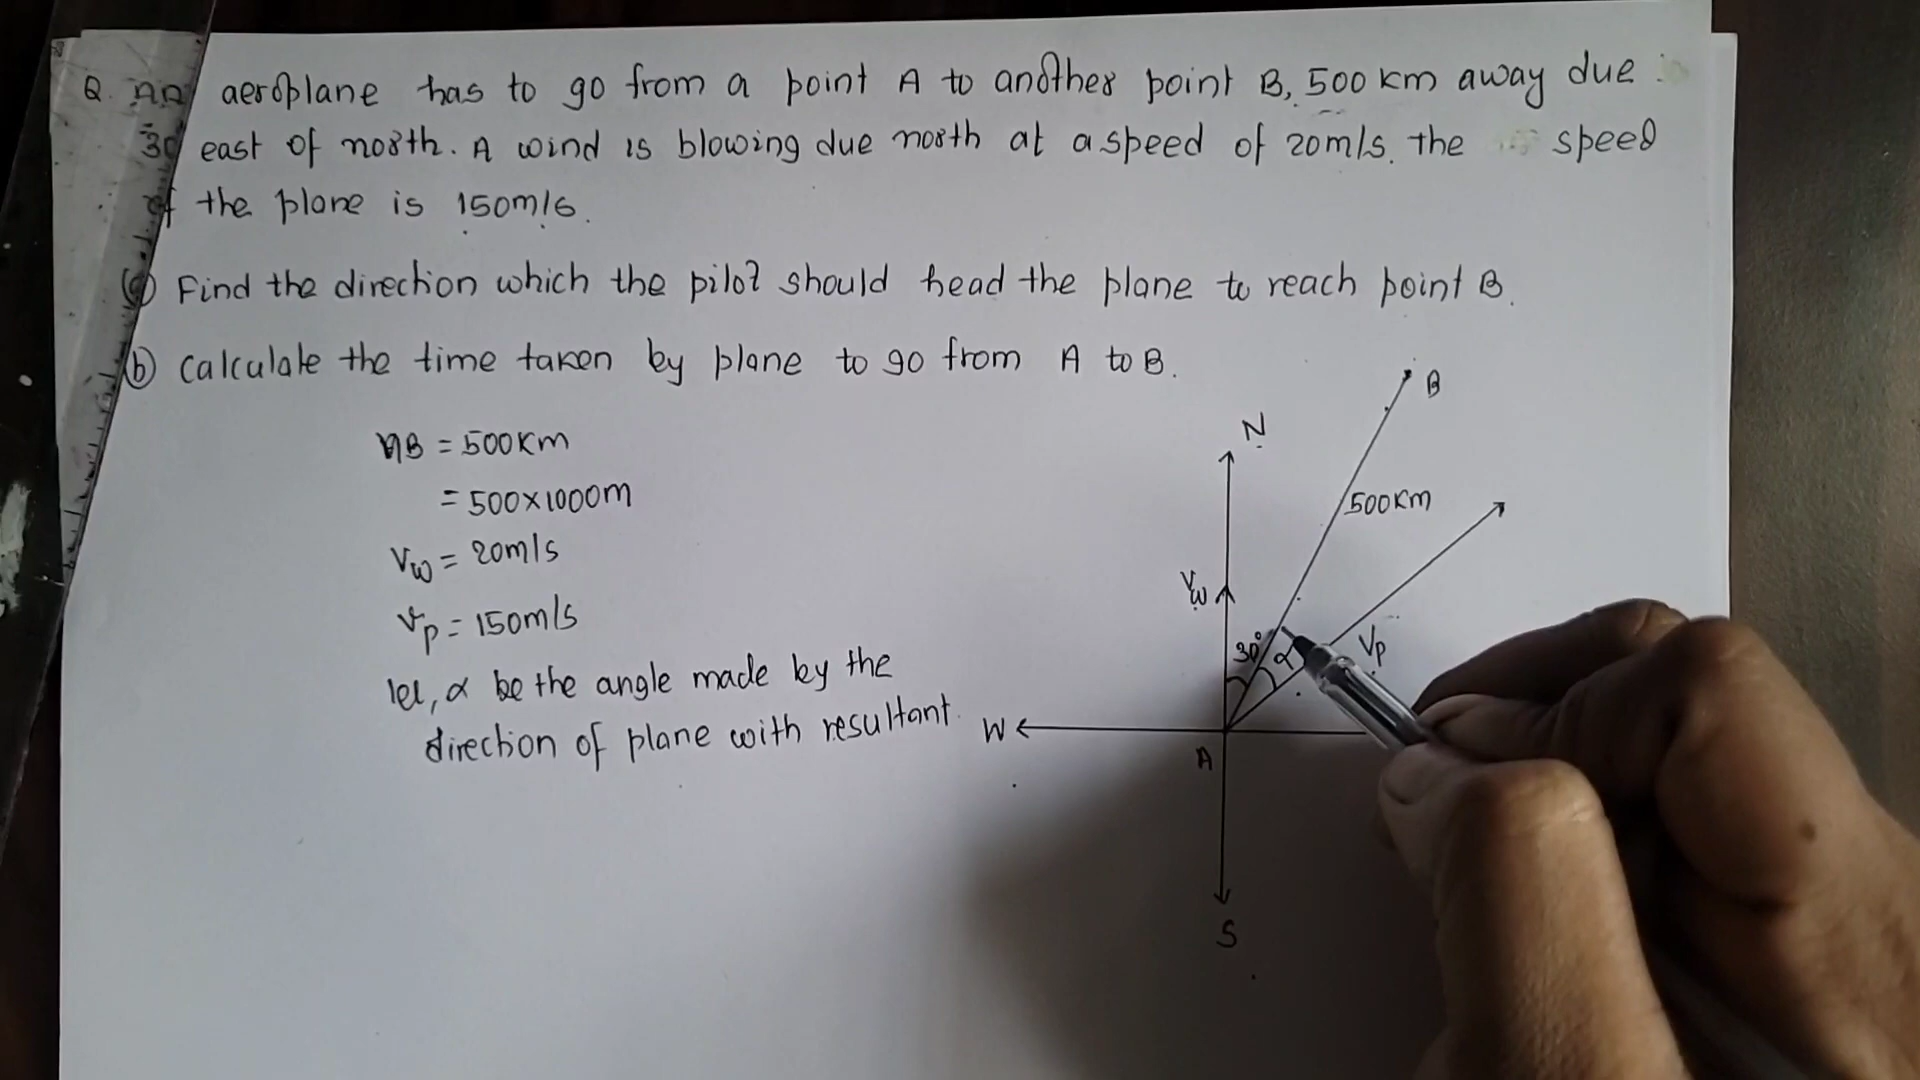 Q. An aeroplane has to go from a point A to another point B, 500 km away due
30 east of north. A wind is blowing due north at a speed of 20m/s. the speed
of the plane is 150m/s.
(a) Find the direction which the pilot should head the plane to reach point B.
(b) calculate the time taken by plane to go from A to B.
AB = 500km
= 500×1000m
Vw = 20m/s
Vp = 150m/s
let, α be the angle made by the
direction of plane with resultant.
B
N
500km
Vw
30° α
Vp
W
A
S